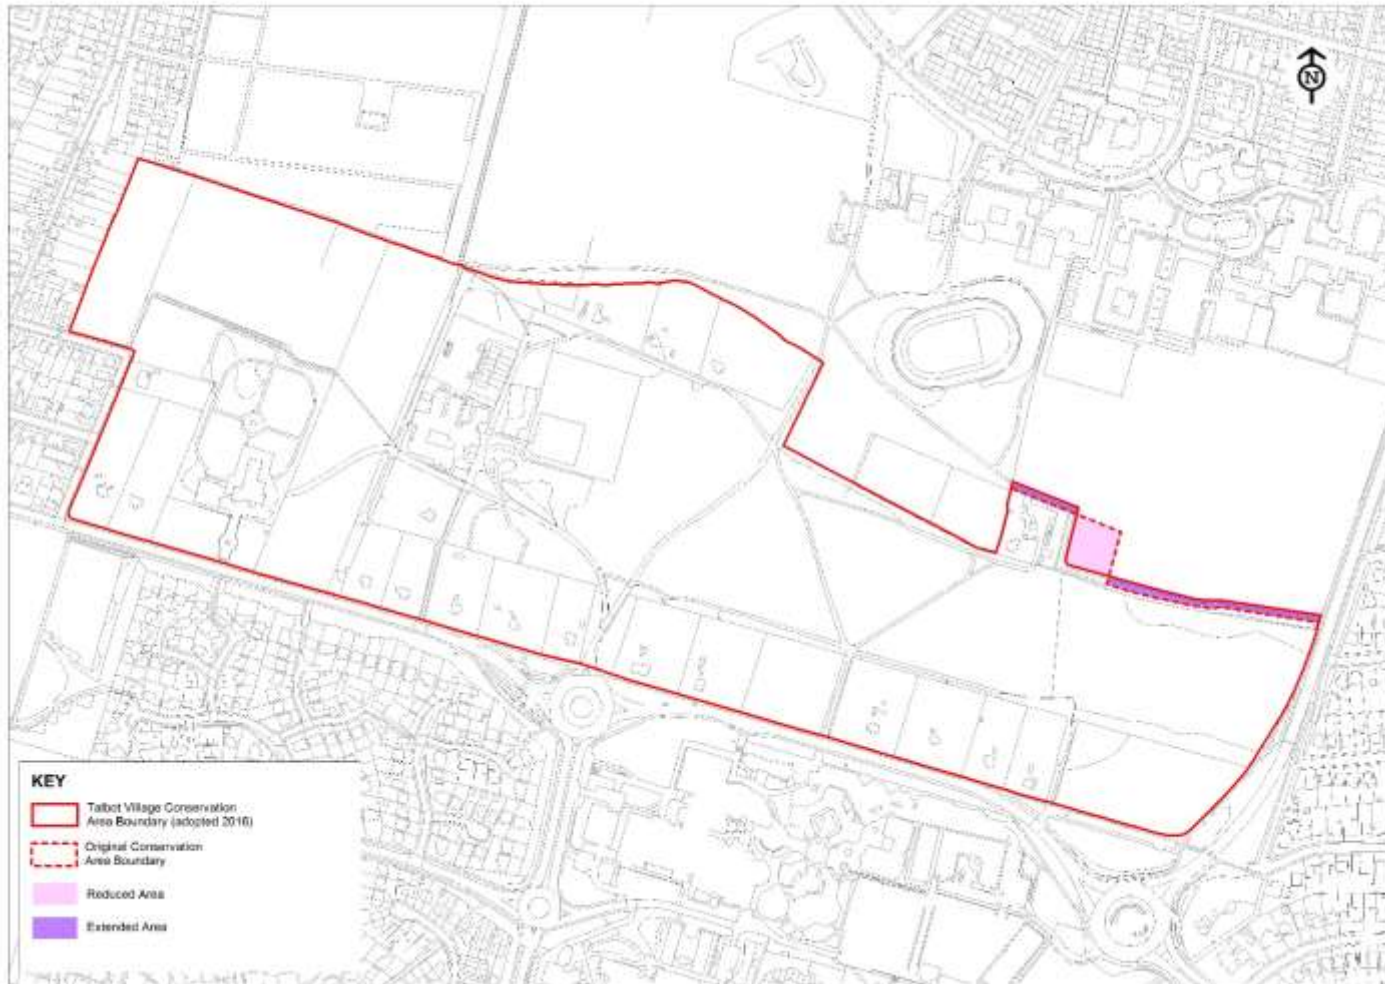 N
KEY
Talbot Village Conservation
Area Boundary (adopted 2016)
Original Conservation
Area Boundary
Reduced Area
Extended Area